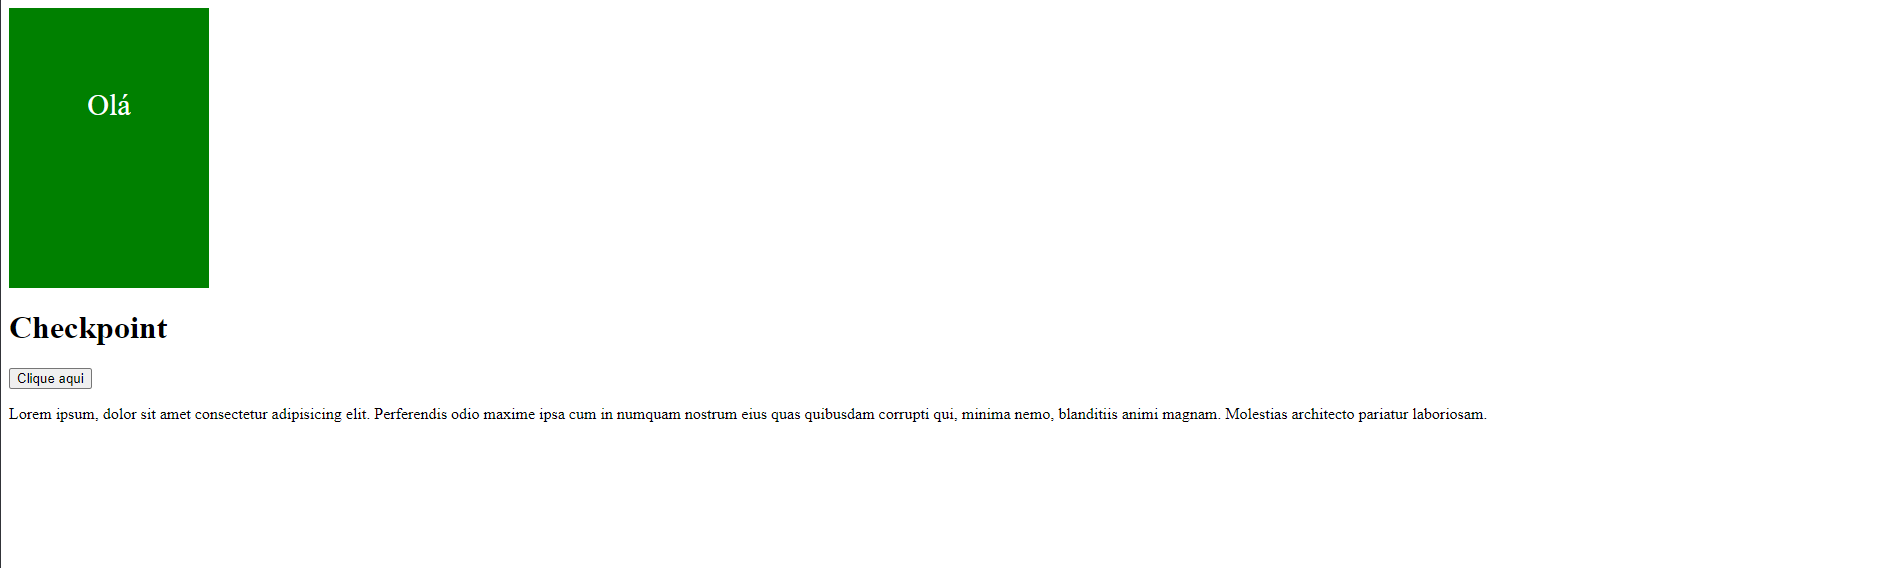 Olá
Checkpoint
Clique aqui
Lorem ipsum, dolor sit amet consectetur adipisicing elit. Perferendis odio maxime ipsa cum in numquam nostrum eius quas quibusdam corrupti qui, minima nemo, blanditiis animi magnam. Molestias architecto pariatur laboriosam.